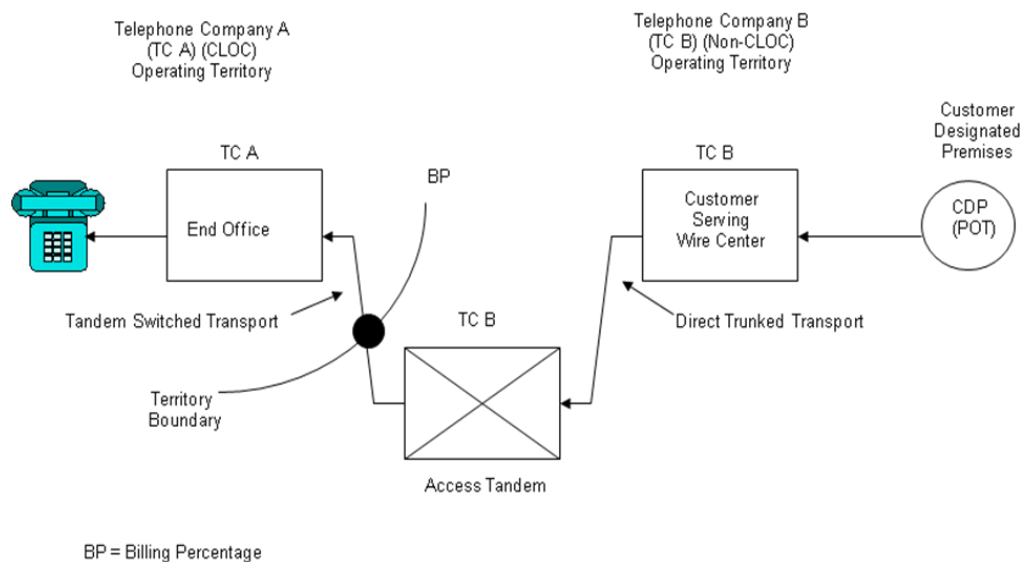 Telephone Company A
(TC A) (CLOC)
Operating Territory
Telephone Company B
(TC B) (Non-CLOC)
Operating Territory
Customer
Designated
Premises
TC A
BP
TC B
End Office
Customer
Serving
Wire Center
CDP
(POT)
Tandem Switched Transport
TC B
Direct Trunked Transport
Territory
Boundary
Access Tandem
BP = Billing Percentage